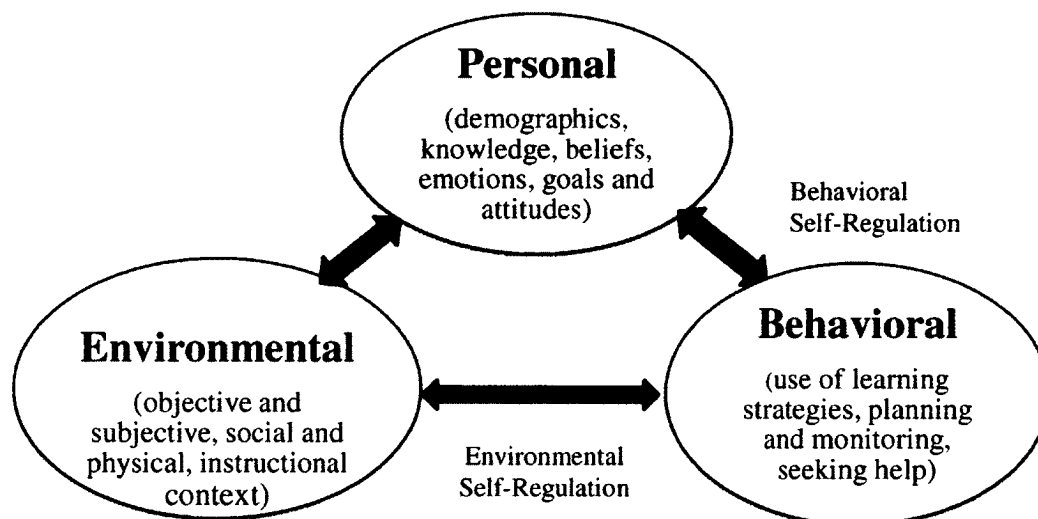 Personal
(demographics,
knowledge, beliefs,
emotions, goals and
attitudes)
Behavioral
Self-Regulation
Environmental
(objective and
subjective, social and
physical, instructional
context)
Environmental
Self-Regulation
Behavioral
(use of learning
strategies, planning
and monitoring,
seeking help)